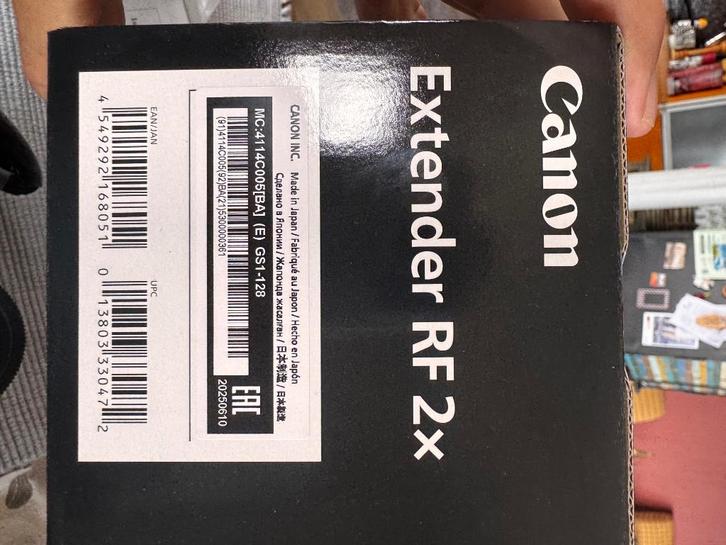 Canon
Extender RF 2x
CANON INC. Made in Japan / Fabriqué au Japon / Hecho en Japón
Сделано в Японии / Жапонда жасалған / 日本制造 / 日本製造
MC:4114C005[BA] (E) GS1-128
(91)4114C005(92)BA(21)5500000361
EAC
20250610
EAN/JAN
4 549292 168051
UPC
0 13803 33047 2